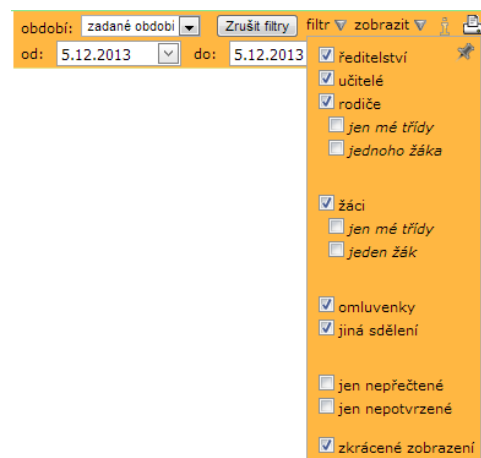 období: zadané období Zrušit filtry filtr zobrazit
od: 5.12.2013 do: 5.12.2013
ředitelství
učitelé
rodiče
jen mé třídy
jednoho žáka
žáci
jen mé třídy
jeden žák
omluvenky
jiná sdělení
jen nepřečtené
jen nepotvrzené
zkrácené zobrazení